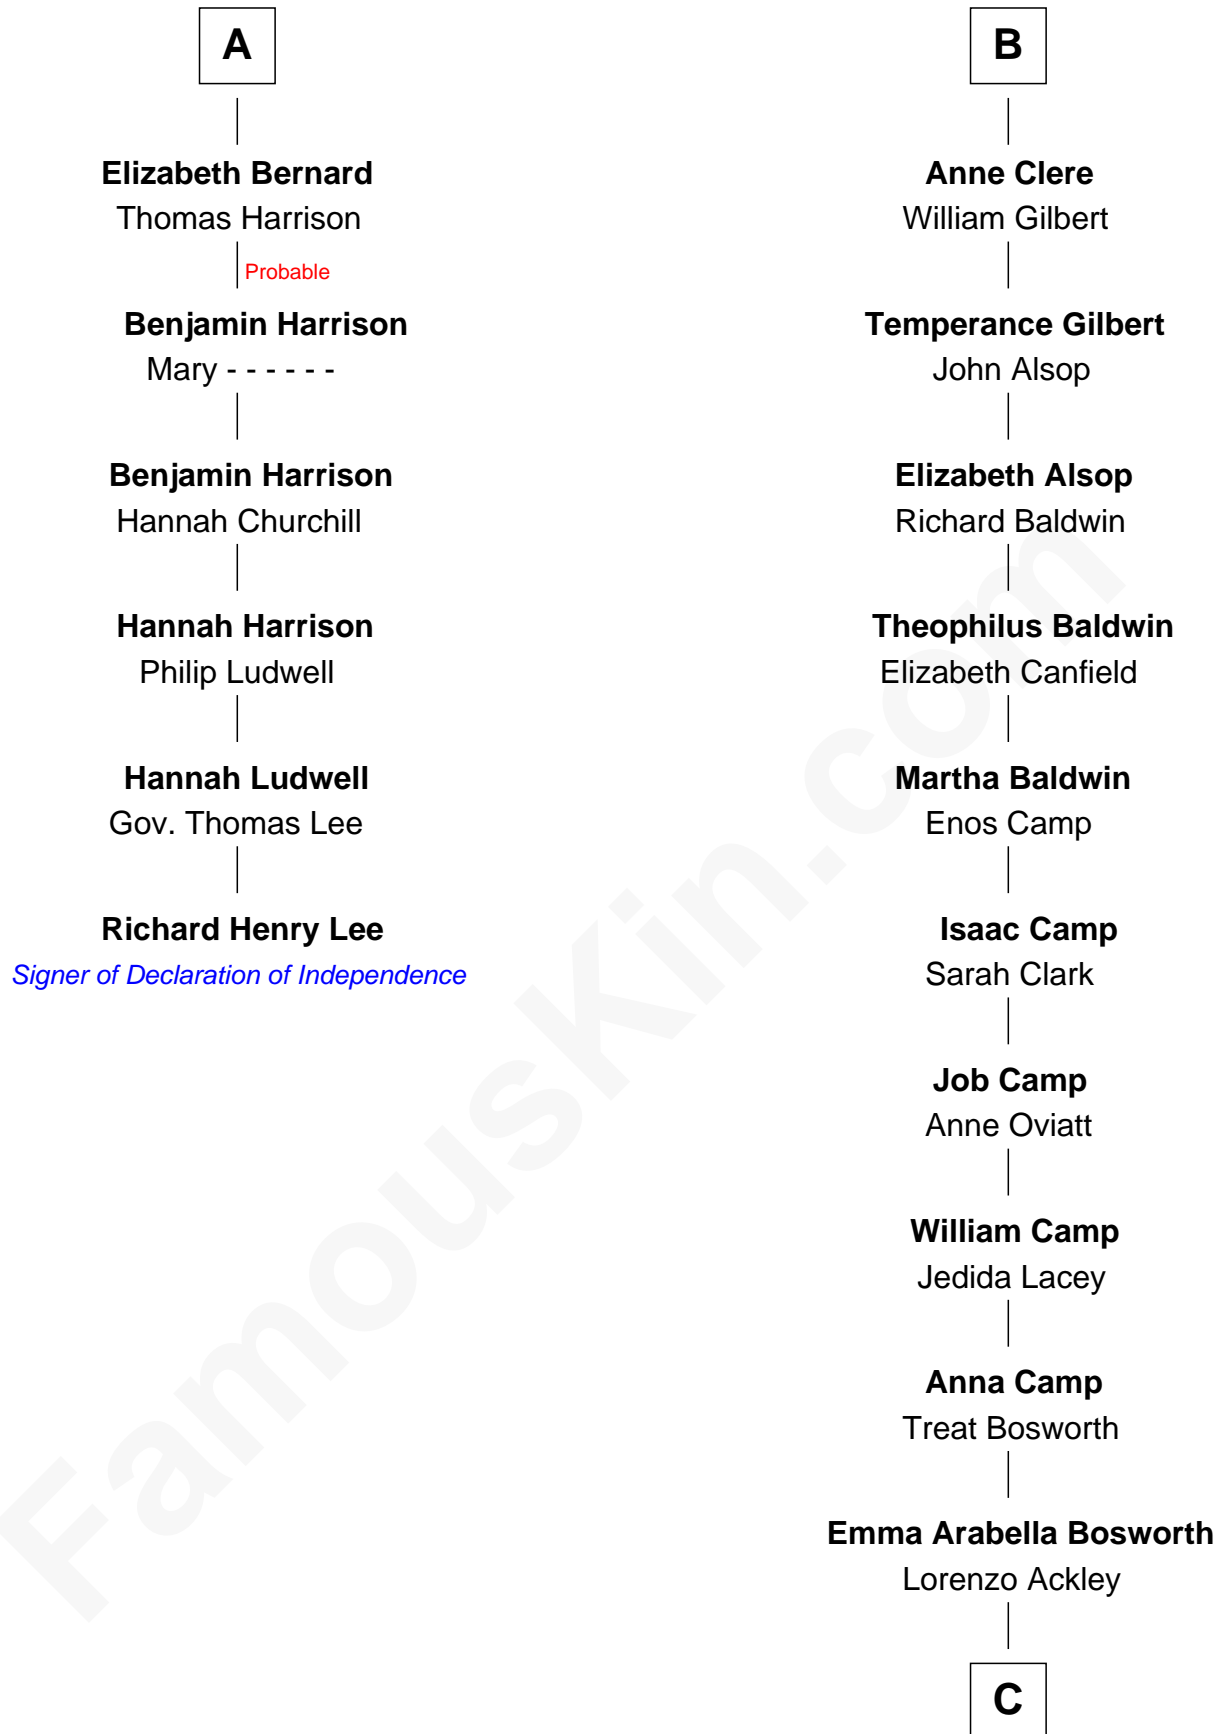 A
Elizabeth Bernard
Thomas Harrison
Probable
Benjamin Harrison
Mary - - - - - -
Benjamin Harrison
Hannah Churchill
Hannah Harrison
Philip Ludwell
Hannah Ludwell
Gov. Thomas Lee
Richard Henry Lee
Signer of Declaration of Independence
B
Anne Clere
William Gilbert
Temperance Gilbert
John Alsop
Elizabeth Alsop
Richard Baldwin
Theophilus Baldwin
Elizabeth Canfield
Martha Baldwin
Enos Camp
Isaac Camp
Sarah Clark
Job Camp
Anne Oviatt
William Camp
Jedida Lacey
Anna Camp
Treat Bosworth
Emma Arabella Bosworth
Lorenzo Ackley
C
FamousKin.com